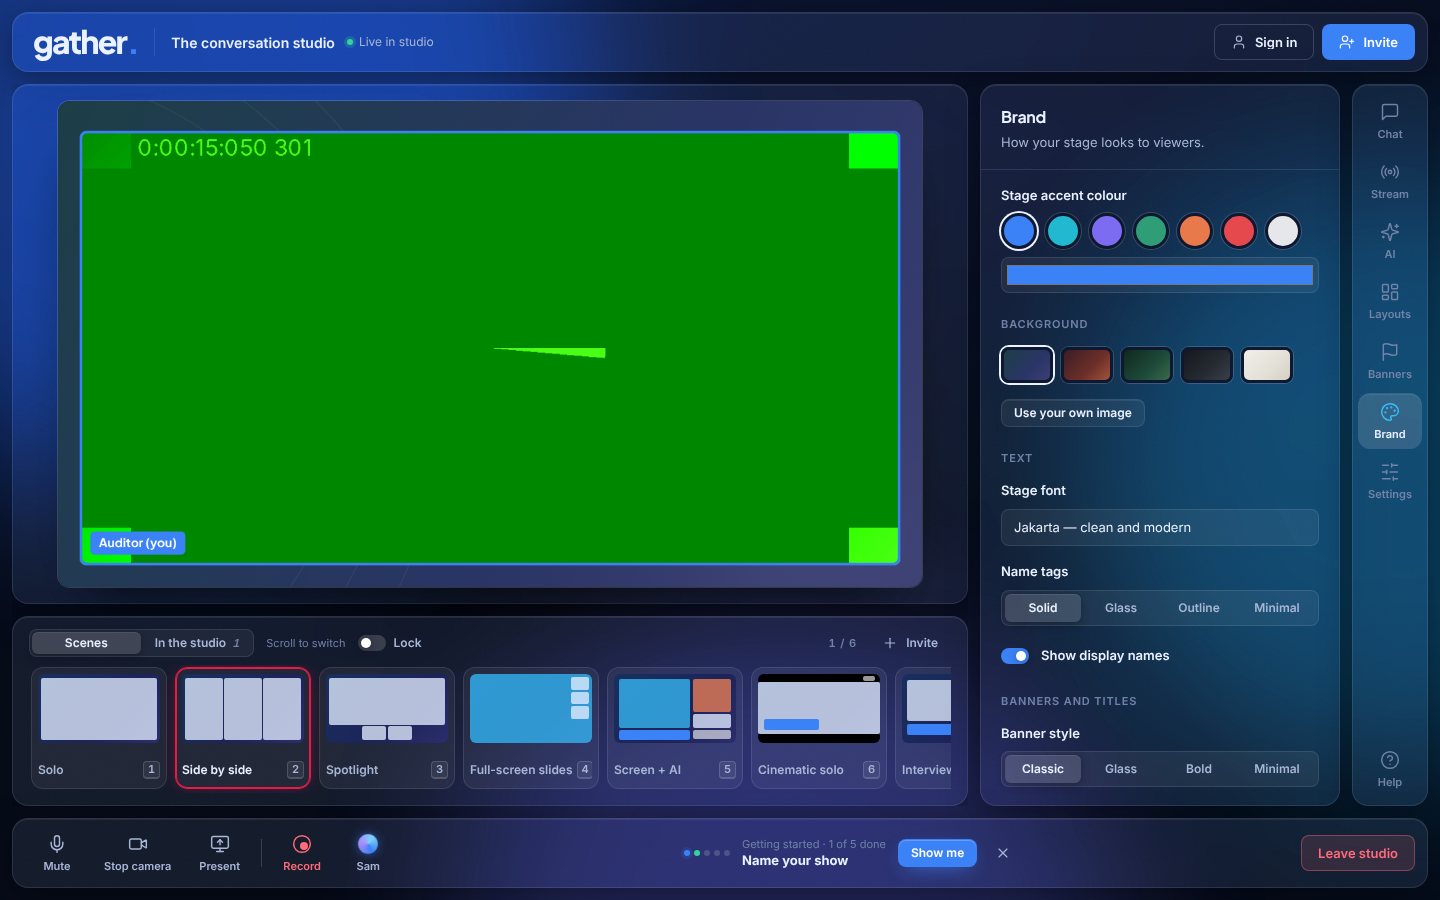 gather.
The conversation studio
Live in studio
Sign in
Invite
0:00:15:050 301
Auditor (you)
Brand
How your stage looks to viewers.
Stage accent colour
BACKGROUND
Use your own image
TEXT
Stage font
Jakarta — clean and modern
Name tags
Solid
Glass
Outline
Minimal
Show display names
BANNERS AND TITLES
Banner style
Classic
Glass
Bold
Minimal
Chat
Stream
AI
Layouts
Banners
Brand
Settings
Help
Scenes
In the studio 1
Scroll to switch
Lock
1 / 6
Invite
Solo 1
Side by side 2
Spotlight 3
Full-screen slides 4
Screen + AI 5
Cinematic solo 6
Interview
Mute
Stop camera
Present
Record
Sam
Getting started · 1 of 5 done
Name your show
Show me
Leave studio